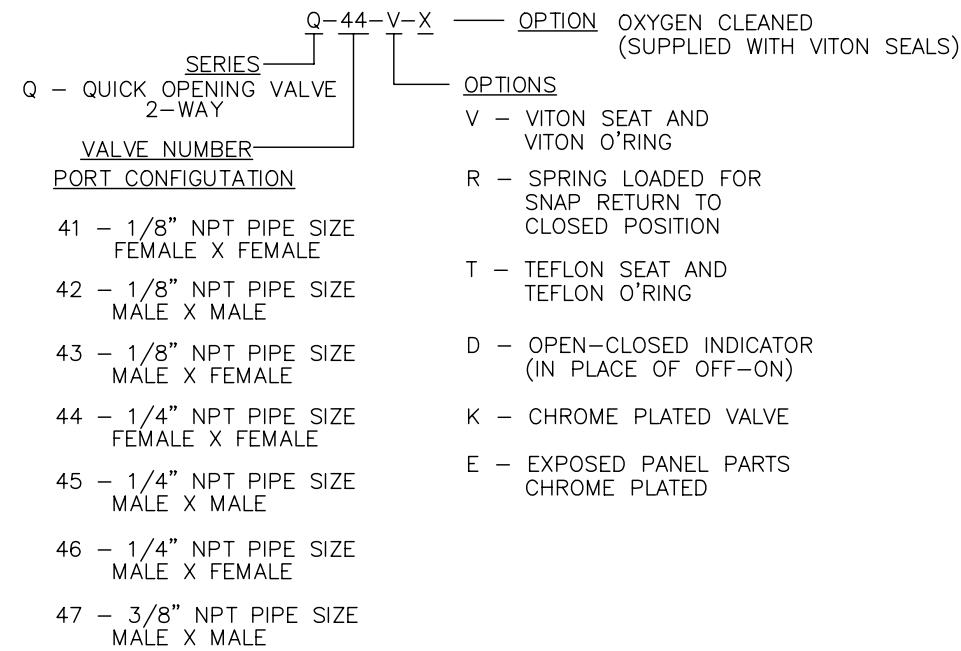 Q-44-V-X
OPTION OXYGEN CLEANED
(SUPPLIED WITH VITON SEALS)
SERIES
Q - QUICK OPENING VALVE
2-WAY
VALVE NUMBER
PORT CONFIGUTATION
41 - 1/8" NPT PIPE SIZE
FEMALE X FEMALE
42 - 1/8" NPT PIPE SIZE
MALE X MALE
43 - 1/8" NPT PIPE SIZE
MALE X FEMALE
44 - 1/4" NPT PIPE SIZE
FEMALE X FEMALE
45 - 1/4" NPT PIPE SIZE
MALE X MALE
46 - 1/4" NPT PIPE SIZE
MALE X FEMALE
47 - 3/8" NPT PIPE SIZE
MALE X MALE
OPTIONS
V - VITON SEAT AND
VITON O'RING
R - SPRING LOADED FOR
SNAP RETURN TO
CLOSED POSITION
T - TEFLON SEAT AND
TEFLON O'RING
D - OPEN-CLOSED INDICATOR
(IN PLACE OF OFF-ON)
K - CHROME PLATED VALVE
E - EXPOSED PANEL PARTS
CHROME PLATED